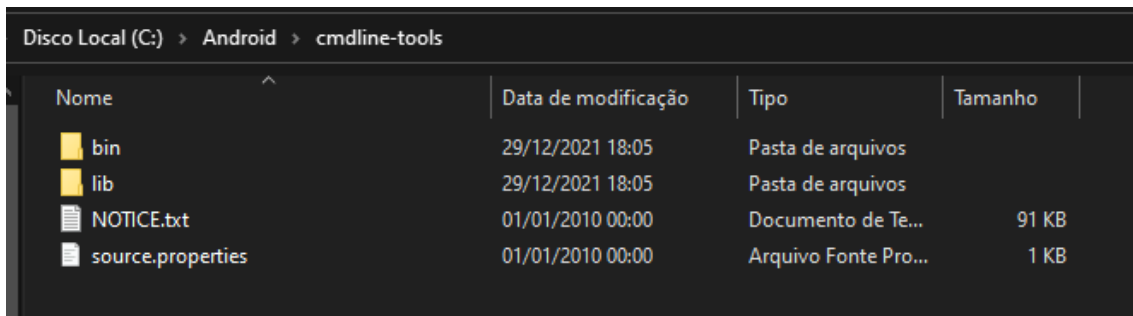 Disco Local (C:) > Android > cmdline-tools
Nome Data de modificação Tipo Tamanho
bin 29/12/2021 18:05 Pasta de arquivos
lib 29/12/2021 18:05 Pasta de arquivos
NOTICE.txt 01/01/2010 00:00 Documento de Te... 91 KB
source.properties 01/01/2010 00:00 Arquivo Fonte Pro... 1 KB